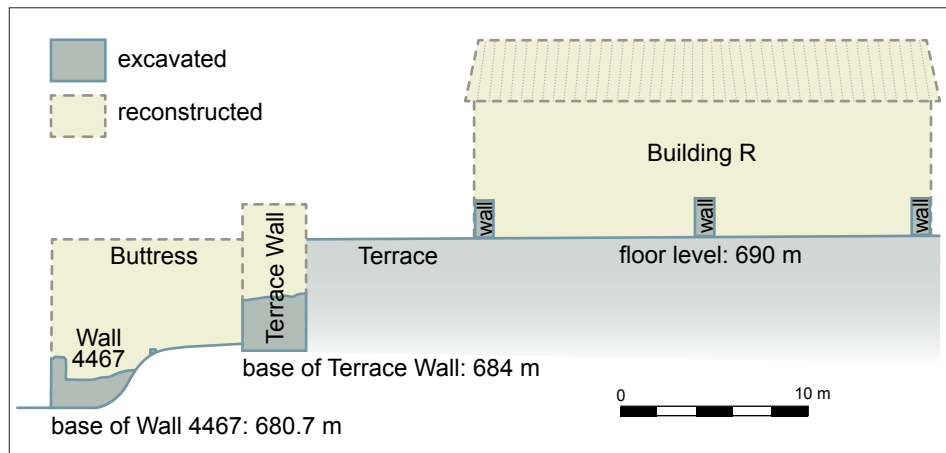 excavated
reconstructed
Building R
wall
wall
wall
Terrace Wall
Buttress
Terrace
floor level: 690 m
Wall
4467
base of Terrace Wall: 684 m
0
10 m
base of Wall 4467: 680.7 m